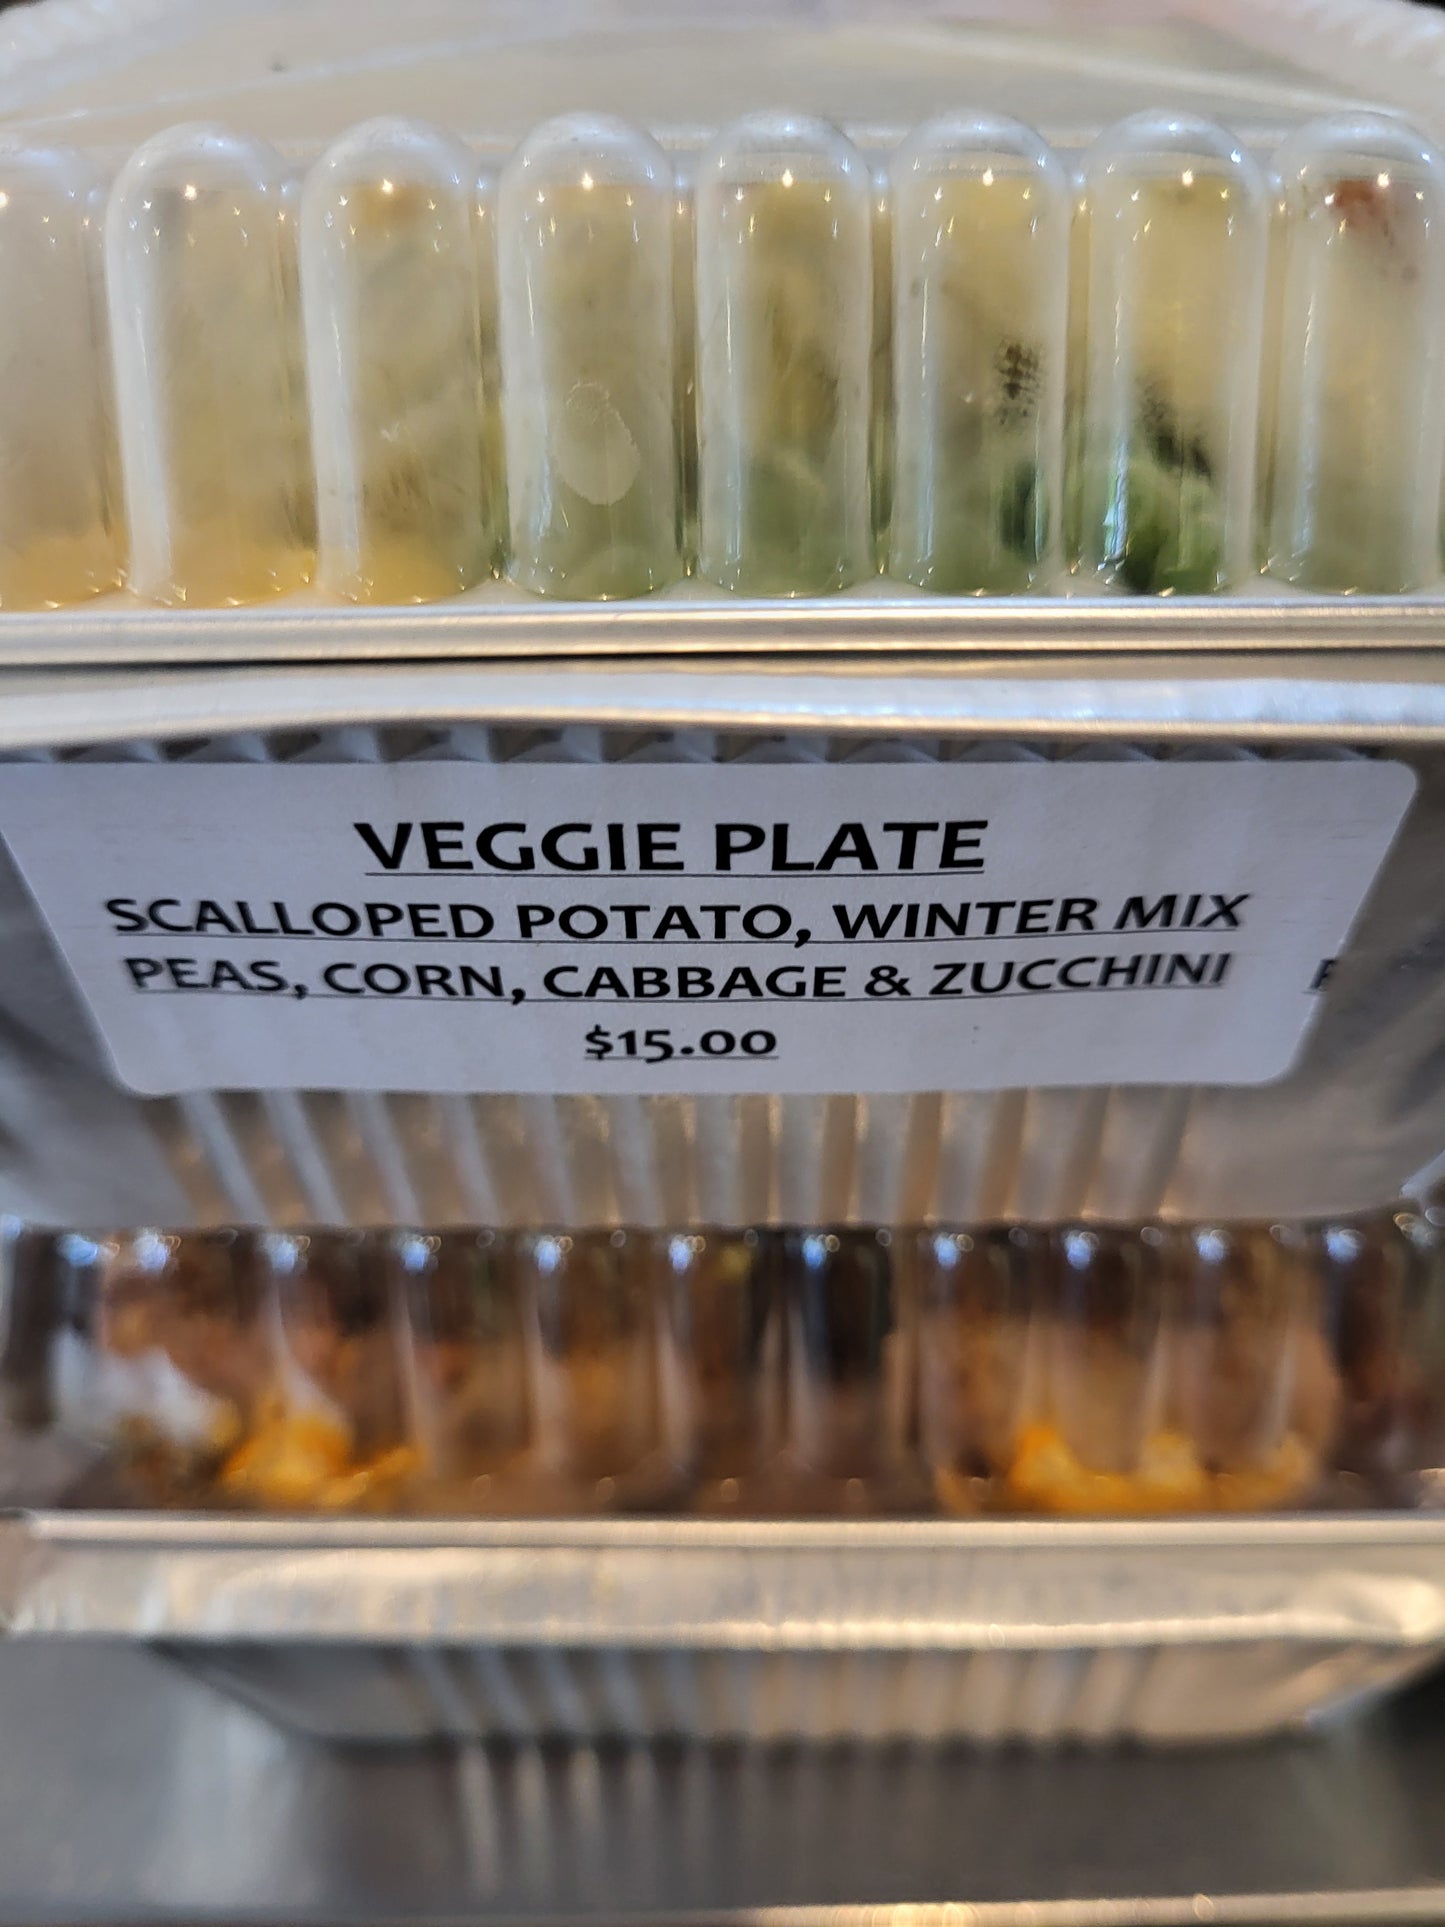 VEGGIE PLATE
SCALLOPED POTATO, WINTER MIX
PEAS, CORN, CABBAGE & ZUCCHINI
$15.00